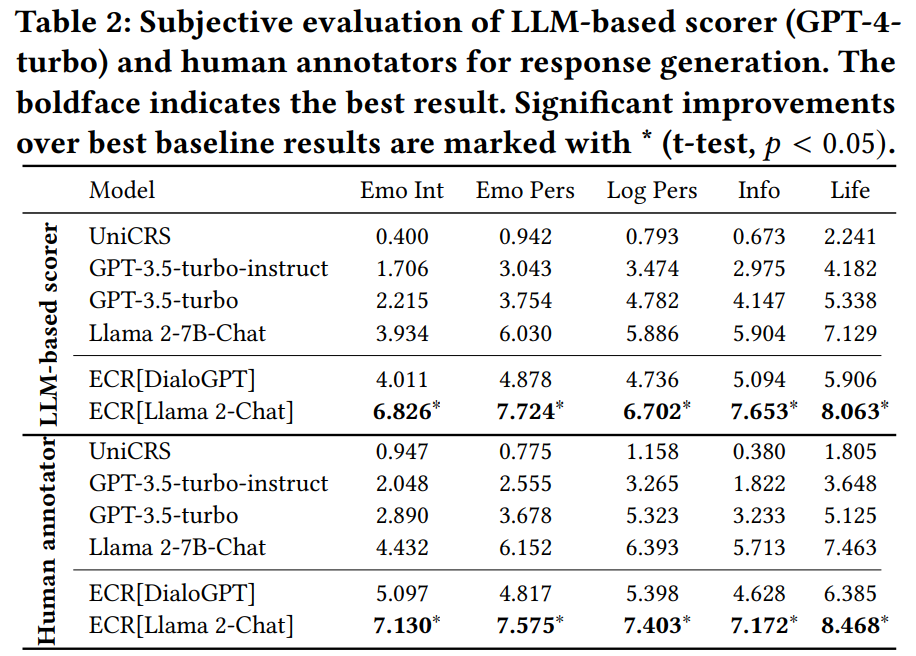 Table 2: Subjective evaluation of LLM-based scorer (GPT-4-
turbo) and human annotators for response generation. The
boldface indicates the best result. Significant improvements
over best baseline results are marked with * (t-test, p < 0.05).
Model Emo Int Emo Pers Log Pers Info Life
LLM-based scorer
UniCRS 0.400 0.942 0.793 0.673 2.241
GPT-3.5-turbo-instruct 1.706 3.043 3.474 2.975 4.182
GPT-3.5-turbo 2.215 3.754 4.782 4.147 5.338
Llama 2-7B-Chat 3.934 6.030 5.886 5.904 7.129
ECR[DialoGPT] 4.011 4.878 4.736 5.094 5.906
ECR[Llama 2-Chat] 6.826* 7.724* 6.702* 7.653* 8.063*
Human annotator
UniCRS 0.947 0.775 1.158 0.380 1.805
GPT-3.5-turbo-instruct 2.048 2.555 3.265 1.822 3.648
GPT-3.5-turbo 2.890 3.678 5.323 3.233 5.125
Llama 2-7B-Chat 4.432 6.152 6.393 5.713 7.463
ECR[DialoGPT] 5.097 4.817 5.398 4.628 6.385
ECR[Llama 2-Chat] 7.130* 7.575* 7.403* 7.172* 8.468*